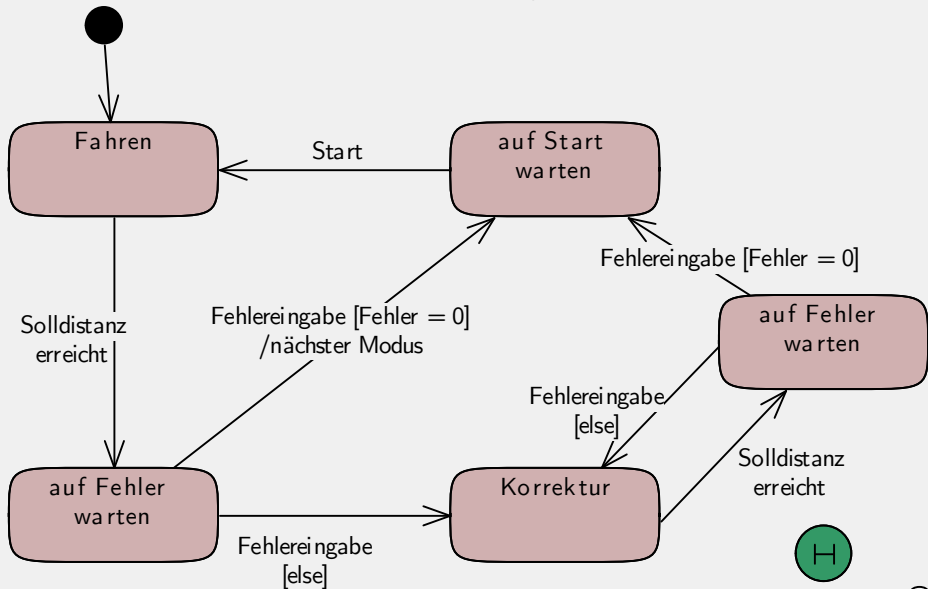 Fahren
Start
auf Start
warten
Fehlereingabe [Fehler = 0]
auf Fehler
warten
Solldistanz
erreicht
Fehlereingabe [Fehler = 0]
/nächster Modus
Fehlereingabe
[else]
Solldistanz
erreicht
auf Fehler
warten
Fehlereingabe
[else]
Korrektur
H